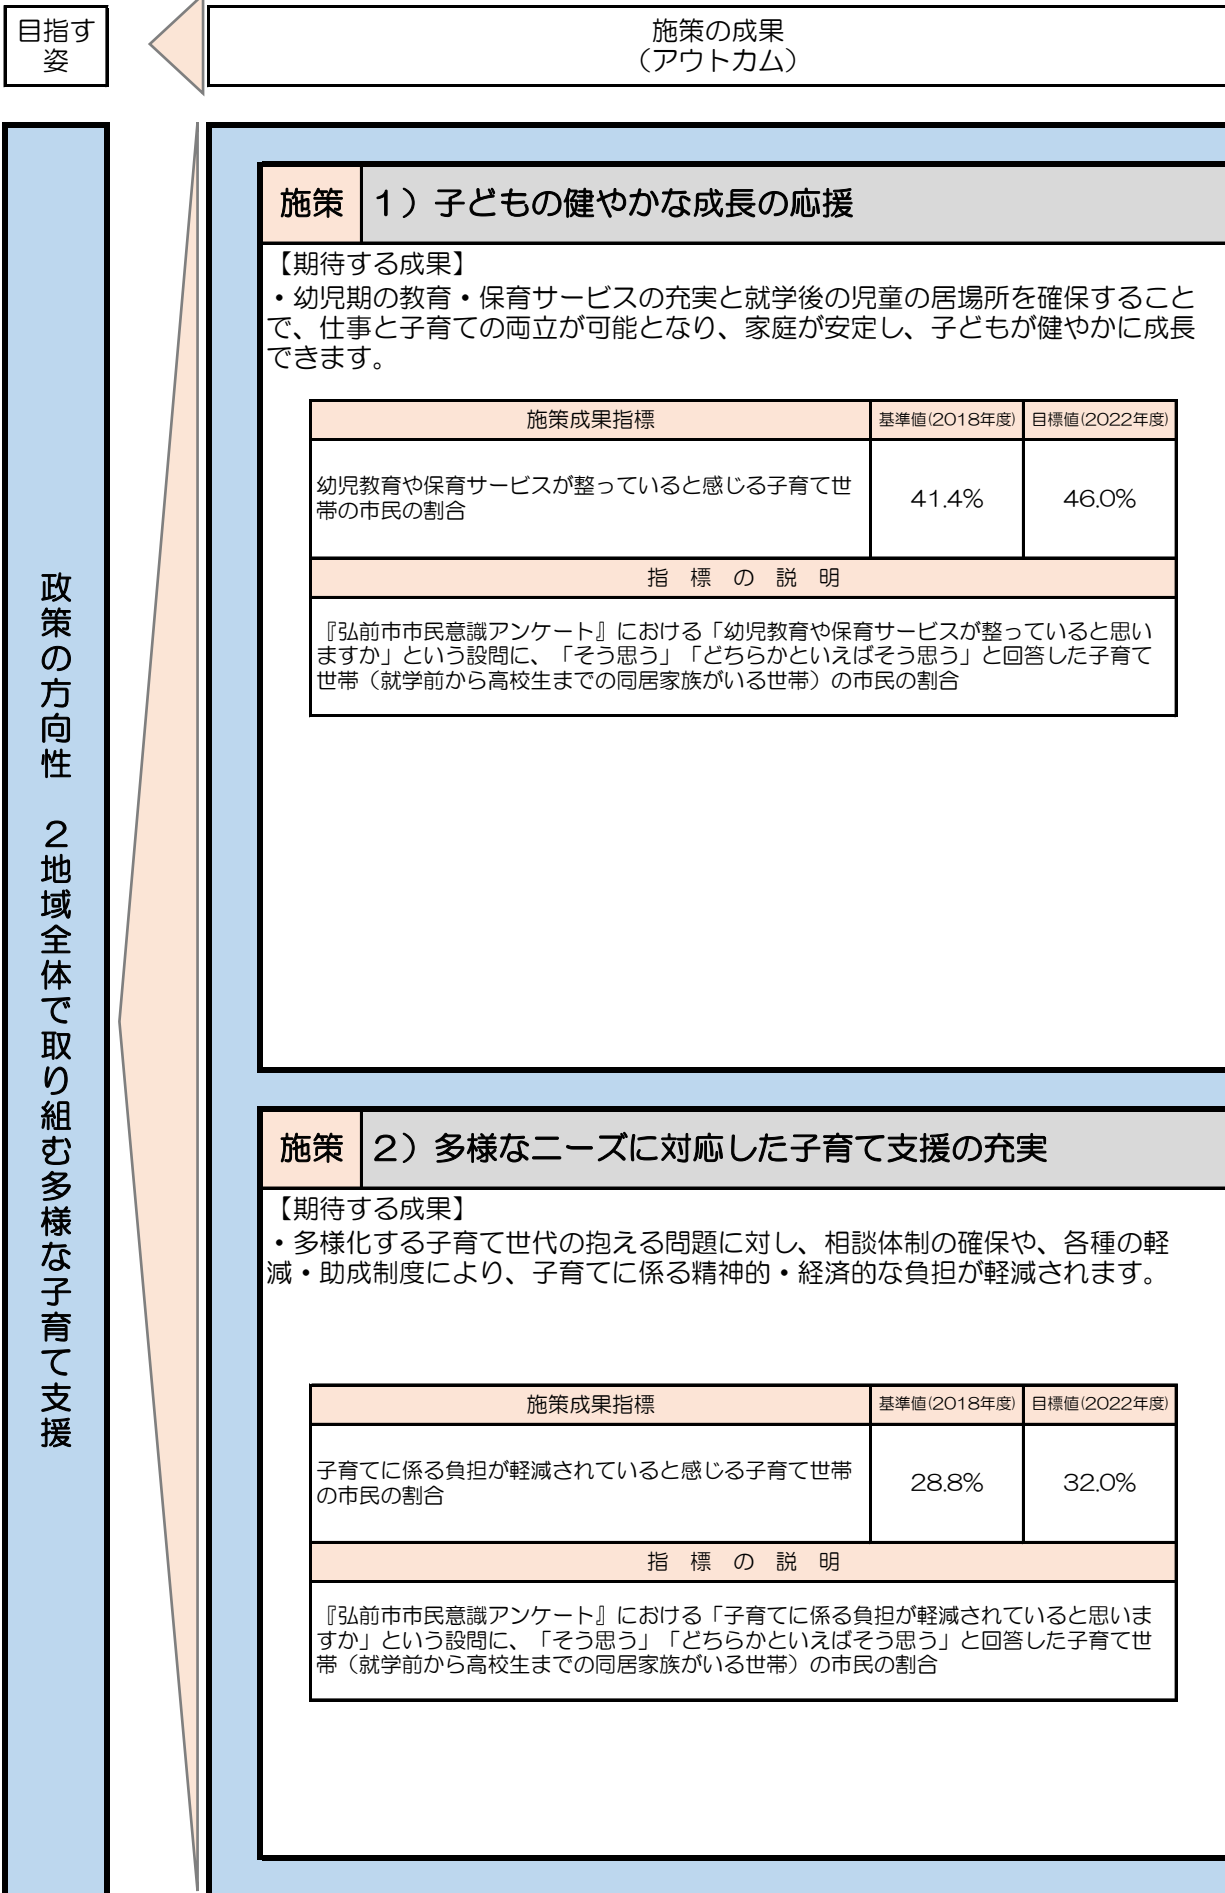 目指す
姿
施策の成果
（アウトカム）
政策の方向性　２地域全体で取り組む多様な子育て支援
施策
１）子どもの健やかな成長の応援
【期待する成果】
・幼児期の教育・保育サービスの充実と就学後の児童の居場所を確保すること
で、仕事と子育ての両立が可能となり、家庭が安定し、子どもが健やかに成長
できます。
施策成果指標
基準値(2018年度)
目標値(2022年度)
幼児教育や保育サービスが整っていると感じる子育て世
帯の市民の割合
41.4%
46.0%
指　標　の　説　明
『弘前市市民意識アンケート』における「幼児教育や保育サービスが整っていると思い
ますか」という設問に、「そう思う」「どちらかといえばそう思う」と回答した子育て
世帯（就学前から高校生までの同居家族がいる世帯）の市民の割合
施策
２）多様なニーズに対応した子育て支援の充実
【期待する成果】
・多様化する子育て世代の抱える問題に対し、相談体制の確保や、各種の軽
減・助成制度により、子育てに係る精神的・経済的な負担が軽減されます。
施策成果指標
基準値(2018年度)
目標値(2022年度)
子育てに係る負担が軽減されていると感じる子育て世帯
の市民の割合
28.8%
32.0%
指　標　の　説　明
『弘前市市民意識アンケート』における「子育てに係る負担が軽減されていると思いま
すか」という設問に、「そう思う」「どちらかといえばそう思う」と回答した子育て世
帯（就学前から高校生までの同居家族がいる世帯）の市民の割合